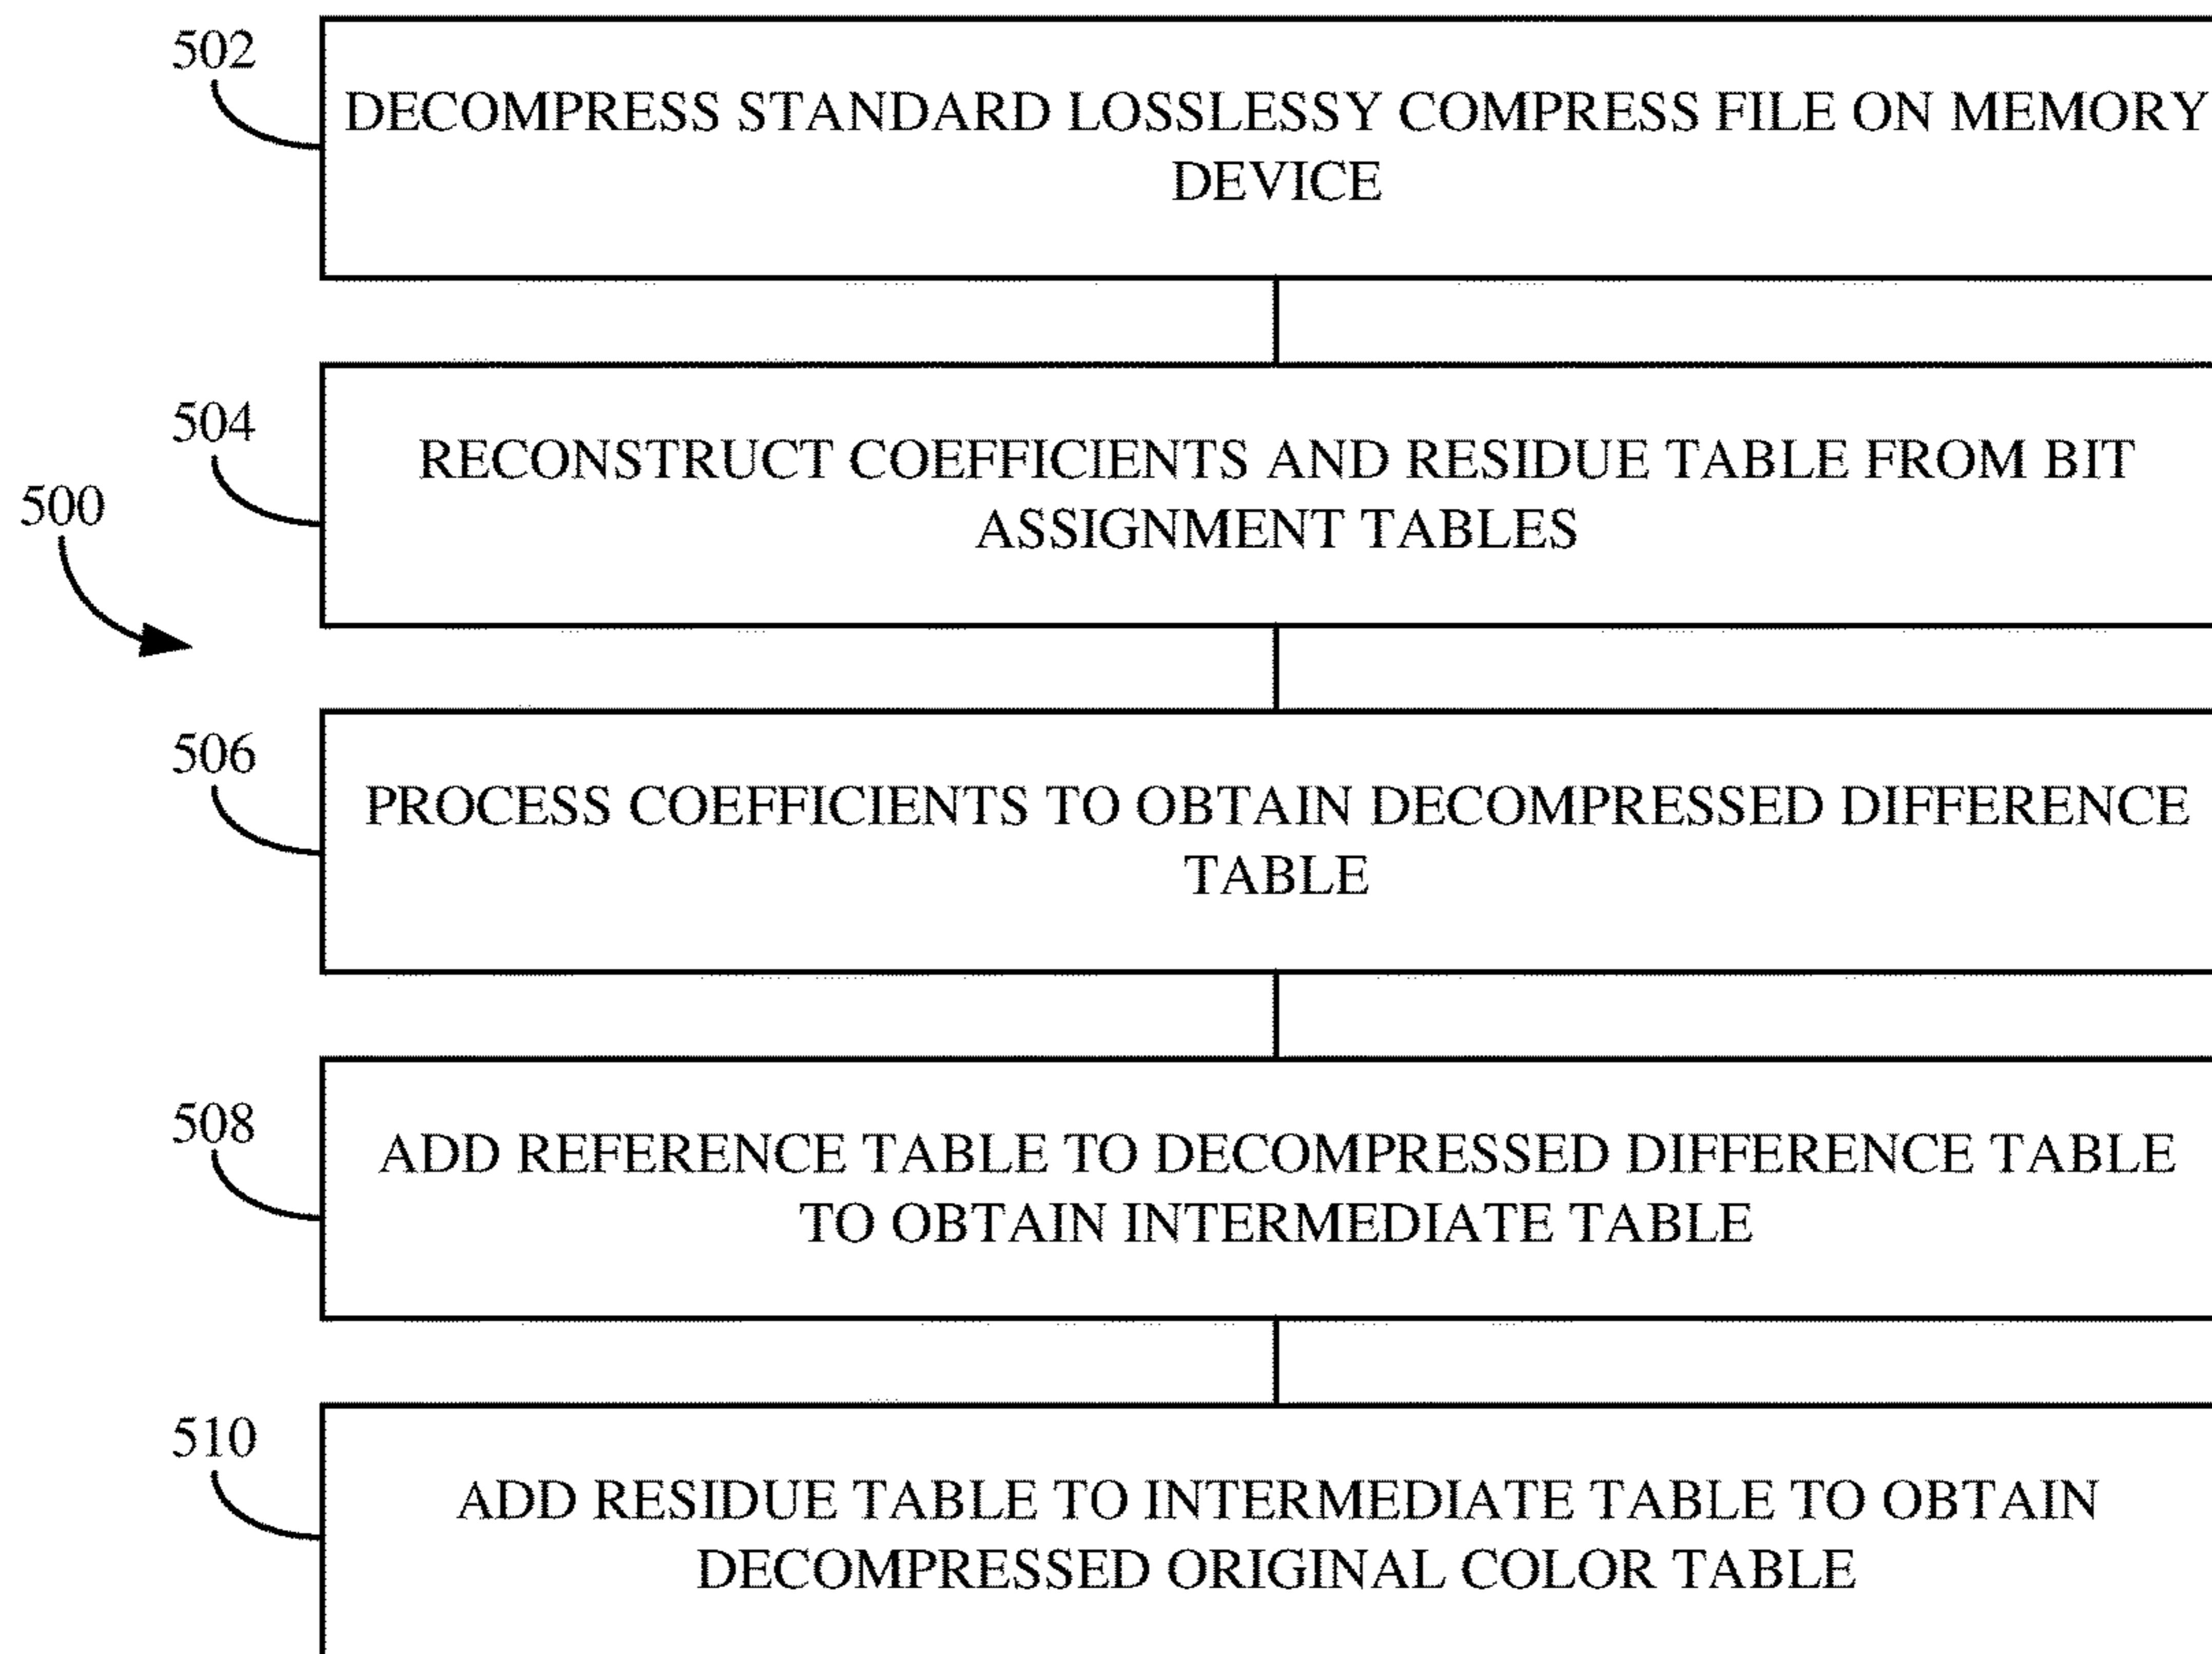 502
DECOMPRESS STANDARD LOSSLESSY COMPRESS FILE ON MEMORY
DEVICE
504
RECONSTRUCT COEFFICIENTS AND RESIDUE TABLE FROM BIT
ASSIGNMENT TABLES
500
506
PROCESS COEFFICIENTS TO OBTAIN DECOMPRESSED DIFFERENCE
TABLE
508
ADD REFERENCE TABLE TO DECOMPRESSED DIFFERENCE TABLE
TO OBTAIN INTERMEDIATE TABLE
510
ADD RESIDUE TABLE TO INTERMEDIATE TABLE TO OBTAIN
DECOMPRESSED ORIGINAL COLOR TABLE